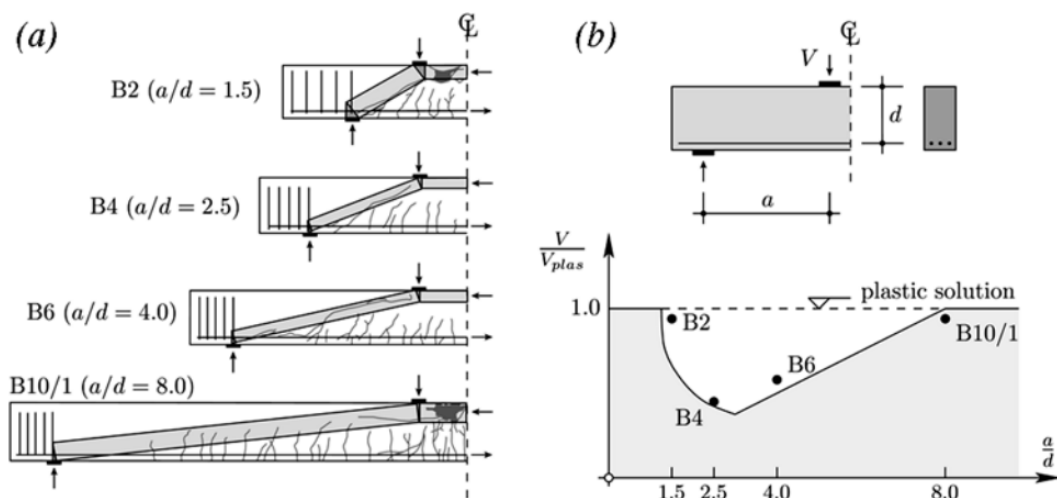 (a)
℄
B2 (a/d = 1.5)
B4 (a/d = 2.5)
B6 (a/d = 4.0)
B10/1 (a/d = 8.0)
(b)
℄
V
d
a
V
V_plas
1.0
plastic solution
B2
B6
B10/1
B4
1.5 2.5 4.0 8.0
a
d